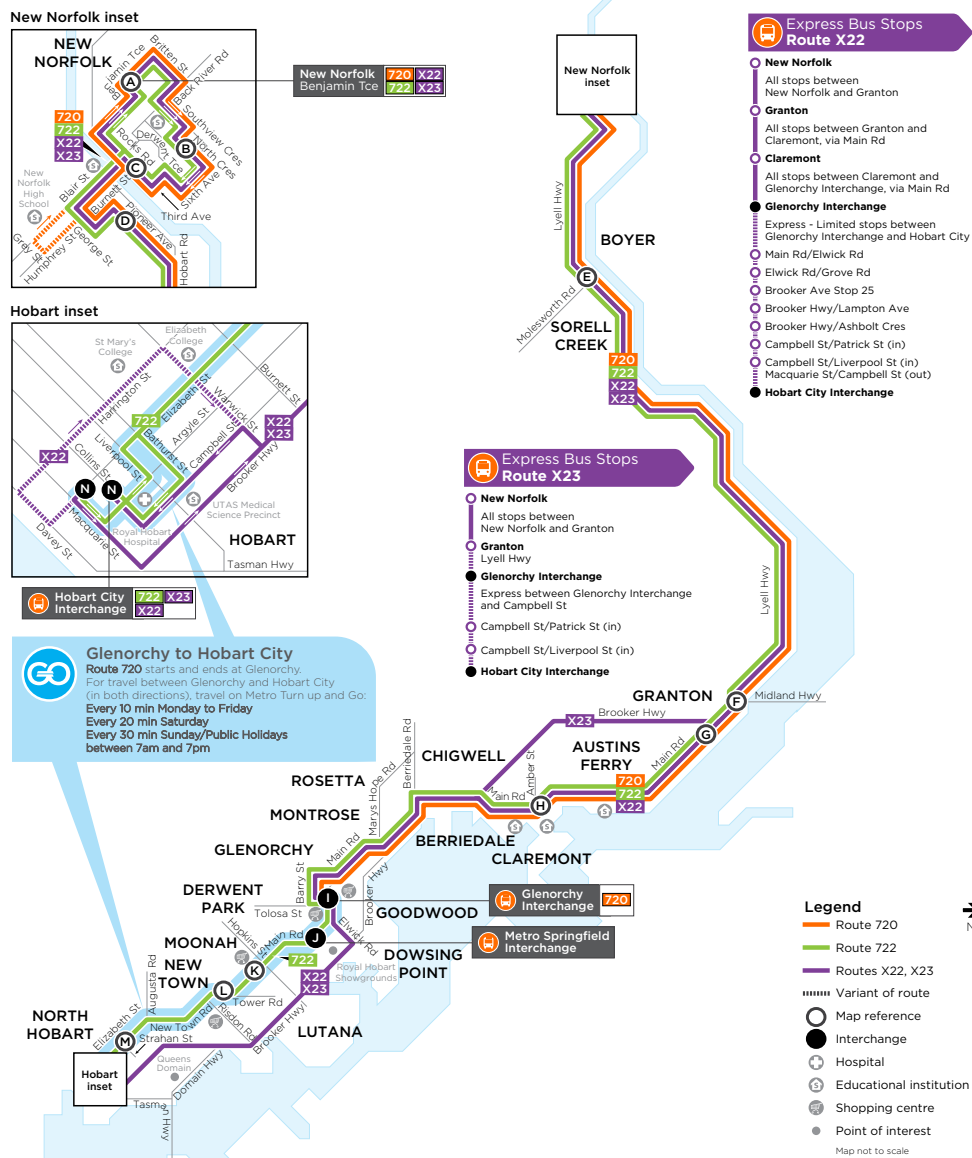 New Norfolk inset
NEW
NORFOLK
Benjamin Tce
Britten St
Back River Rd
A
New Norfolk
Benjamin Tce
720 X22
722 X23
720
722
X22
X23
Southview Cres
North Cres
Derwent Tce
Rocks Rd
B
C
Sixth Ave
Third Ave
New
Norfolk
High
School
Blair St
Burnett St
D
Pioneer Ave
Hobart Rd
Grey St
Humphrey St
George St
Hobart inset
St Mary's
College
Elizabeth
College
Harrington St
Elizabeth St
Burnett St
Warwick St
Argyle St
722
X22
X23
X22
Liverpool St
Bathurst St
Campbell St
Brooker Hwy
Collins St
N
N
Macquarie St
Davey St
Royal Hobart
Hospital
UTAS Medical
Science Precinct
HOBART
Tasman Hwy
Hobart City
Interchange
722 X23
X22
GO
Glenorchy to Hobart City
Route 720 starts and ends at Glenorchy.
For travel between Glenorchy and Hobart City
(in both directions), travel on Metro Turn up and Go:
Every 10 min Monday to Friday
Every 20 min Saturday
Every 30 min Sunday/Public Holidays
between 7am and 7pm
New Norfolk
inset
Lyell Hwy
BOYER
E
Molesworth Rd
SORELL
CREEK
720
722
X22
X23
Lyell Hwy
Express Bus Stops
Route X22
New Norfolk
All stops between
New Norfolk and Granton
Granton
All stops between Granton and
Claremont, via Main Rd
Claremont
All stops between Claremont and
Glenorchy Interchange, via Main Rd
Glenorchy Interchange
Express - Limited stops between
Glenorchy Interchange and Hobart City
Main Rd/Elwick Rd
Elwick Rd/Grove Rd
Brooker Ave Stop 25
Brooker Hwy/Lampton Ave
Brooker Hwy/Ashbolt Cres
Campbell St/Patrick St (in)
Campbell St/Liverpool St (in)
Macquarie St/Campbell St (out)
Hobart City Interchange
Express Bus Stops
Route X23
New Norfolk
All stops between
New Norfolk and Granton
Granton
Lyell Hwy
Glenorchy Interchange
Express between Glenorchy Interchange
and Campbell St
Campbell St/Patrick St (in)
Campbell St/Liverpool St (in)
Hobart City Interchange
GRANTON
F
Midland Hwy
X23
Brooker Hwy
G
CHIGWELL
AUSTINS
FERRY
Main Rd
720
722
X22
Amber St
Main Rd
H
Berriedale Rd
ROSETTA
Marys Hope Rd
MONTROSE
BERRIEDALE
CLAREMONT
GLENORCHY
Main Rd
Barry St
Brooker Hwy
DERWENT
PARK
I
Glenorchy
Interchange
720
Tolosa St
GOODWOOD
J
Metro Springfield
Interchange
Elwick Rd
DOWSING
POINT
Hopkins St
Main Rd
MOONAH
722
K
Royal Hobart
Showgrounds
X22
X23
NEW
TOWN
Augusta Rd
L
Tower Rd
Risdon Rd
Brooker Hwy
LUTANA
NORTH
HOBART
Elizabeth St
New Town Rd
Strahan St
M
Queens
Domain
Domain Hwy
Hobart
inset
Tasman Hwy
Legend
N
Route 720
Route 722
Routes X22, X23
Variant of route
Map reference
Interchange
Hospital
Educational institution
Shopping centre
Point of interest
Map not to scale